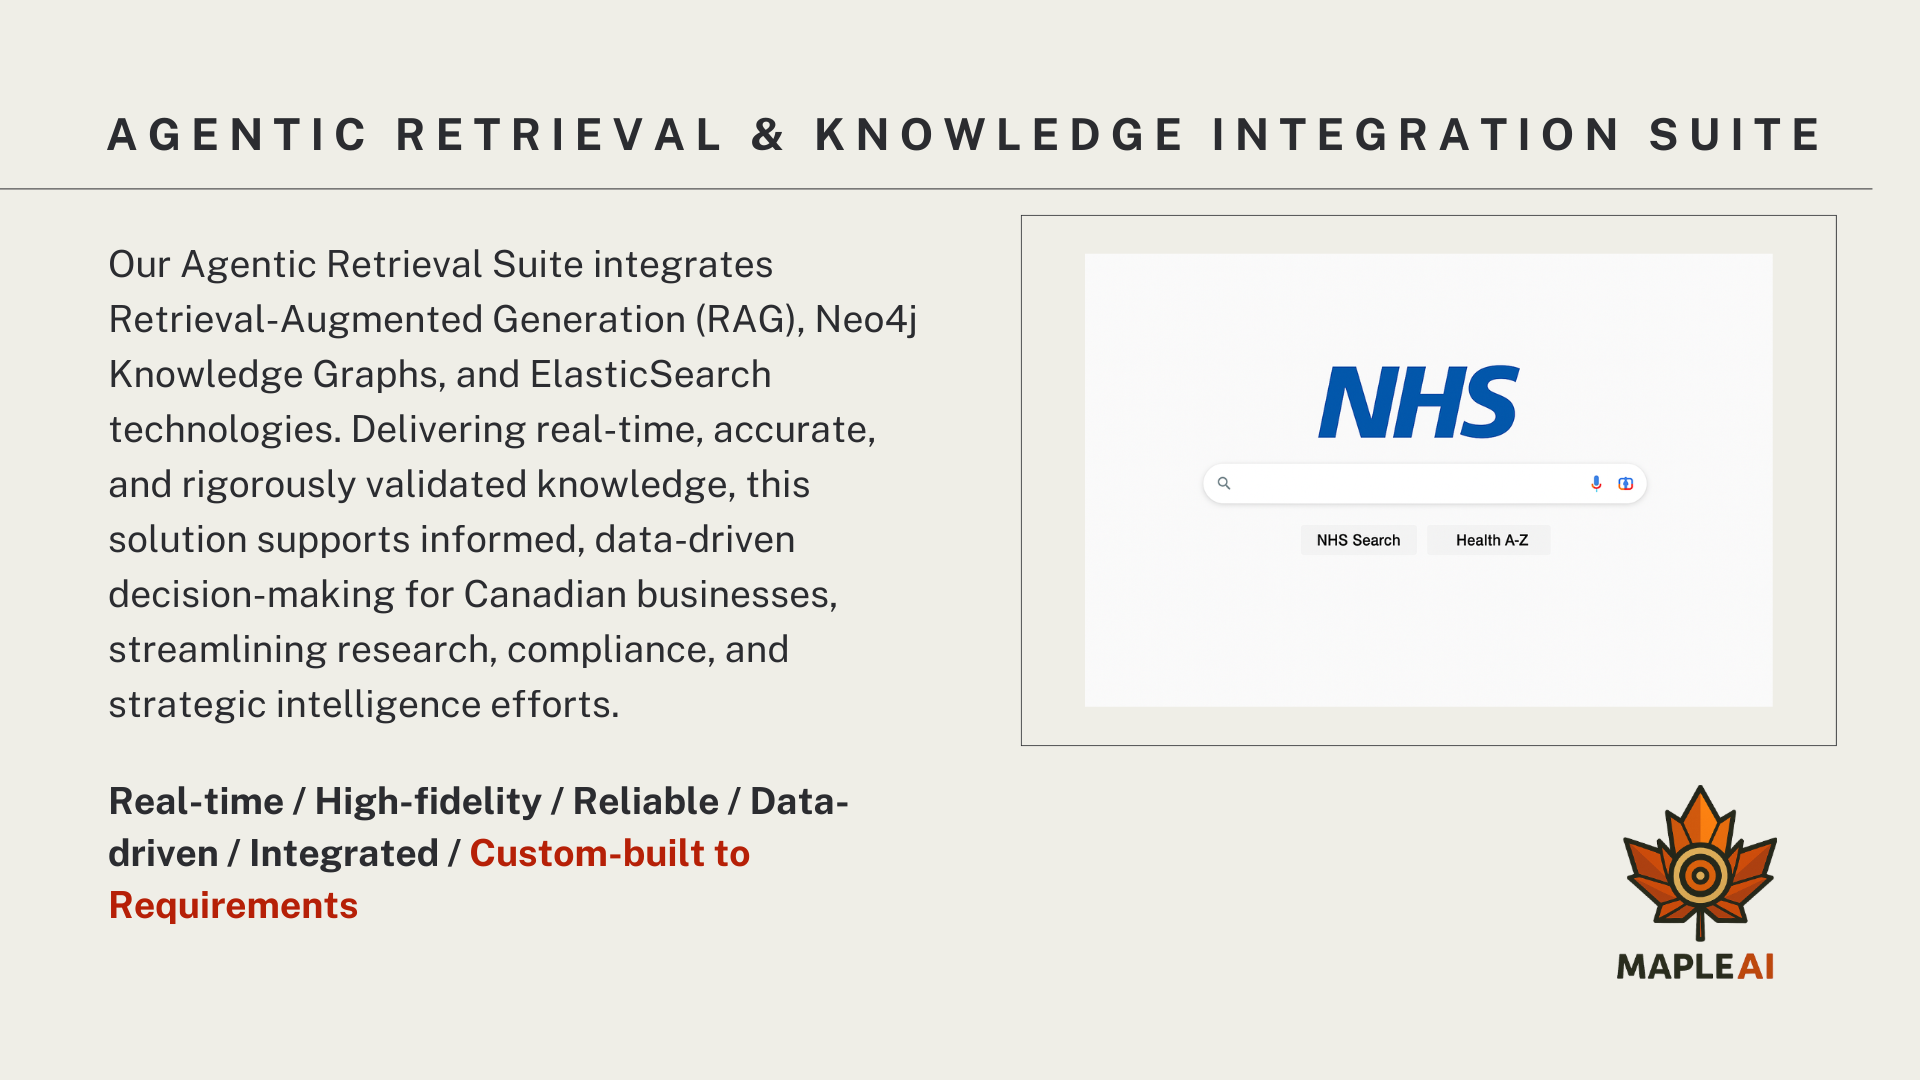 AGENTIC RETRIEVAL & KNOWLEDGE INTEGRATION SUITE
Our Agentic Retrieval Suite integrates
Retrieval-Augmented Generation (RAG), Neo4j
Knowledge Graphs, and ElasticSearch
technologies. Delivering real-time, accurate,
and rigorously validated knowledge, this
solution supports informed, data-driven
decision-making for Canadian businesses,
streamlining research, compliance, and
strategic intelligence efforts.
Real-time / High-fidelity / Reliable / Data-
driven / Integrated / Custom-built to
Requirements
NHS
NHS Search
Health A-Z
MAPLEAI